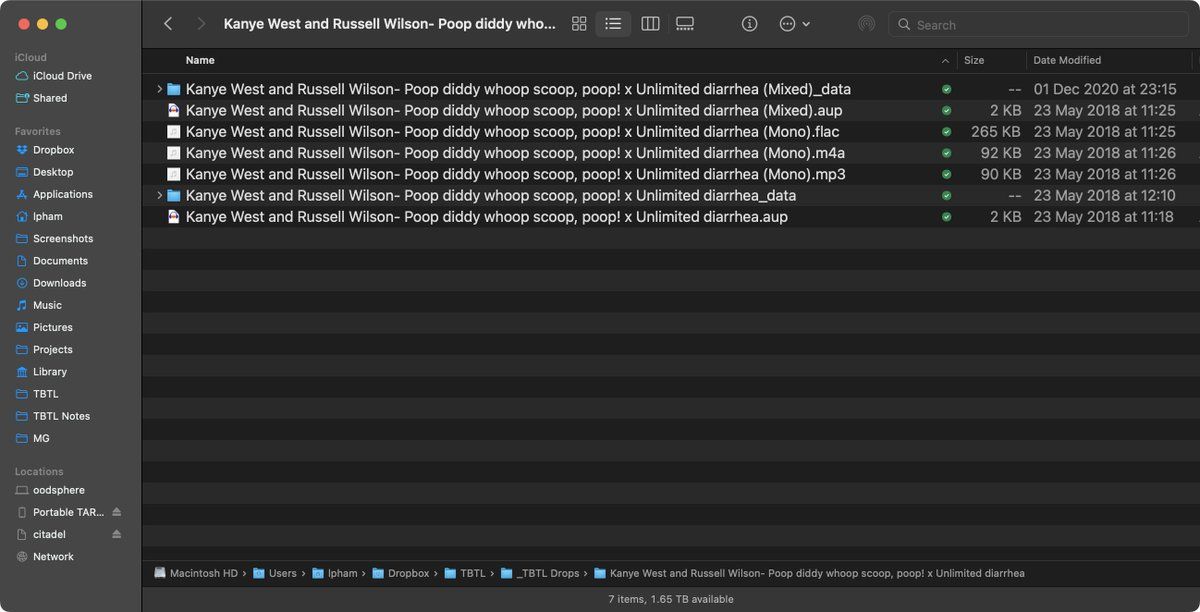 Kanye West and Russell Wilson- Poop diddy who...
Search
iCloud
iCloud Drive
Shared
Favorites
Dropbox
Desktop
Applications
lpham
Screenshots
Documents
Downloads
Music
Pictures
Projects
Library
TBTL
TBTL Notes
MG
Locations
oodsphere
Portable TAR...
citadel
Network
Name Size Date Modified
Kanye West and Russell Wilson- Poop diddy whoop scoop, poop! x Unlimited diarrhea (Mixed)_data -- 01 Dec 2020 at 23:15
Kanye West and Russell Wilson- Poop diddy whoop scoop, poop! x Unlimited diarrhea (Mixed).aup 2 KB 23 May 2018 at 11:25
Kanye West and Russell Wilson- Poop diddy whoop scoop, poop! x Unlimited diarrhea (Mono).flac 265 KB 23 May 2018 at 11:25
Kanye West and Russell Wilson- Poop diddy whoop scoop, poop! x Unlimited diarrhea (Mono).m4a 92 KB 23 May 2018 at 11:26
Kanye West and Russell Wilson- Poop diddy whoop scoop, poop! x Unlimited diarrhea (Mono).mp3 90 KB 23 May 2018 at 11:26
Kanye West and Russell Wilson- Poop diddy whoop scoop, poop! x Unlimited diarrhea_data -- 23 May 2018 at 12:10
Kanye West and Russell Wilson- Poop diddy whoop scoop, poop! x Unlimited diarrhea.aup 2 KB 23 May 2018 at 11:18
Macintosh HD › Users › lpham › Dropbox › TBTL › _TBTL Drops › Kanye West and Russell Wilson- Poop diddy whoop scoop, poop! x Unlimited diarrhea
7 items, 1.65 TB available